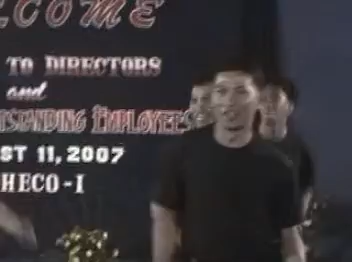 LCOME
TO DIRECTORS
and
TSTANDING EMPLOYEES
ST 11, 2007
HECO-I